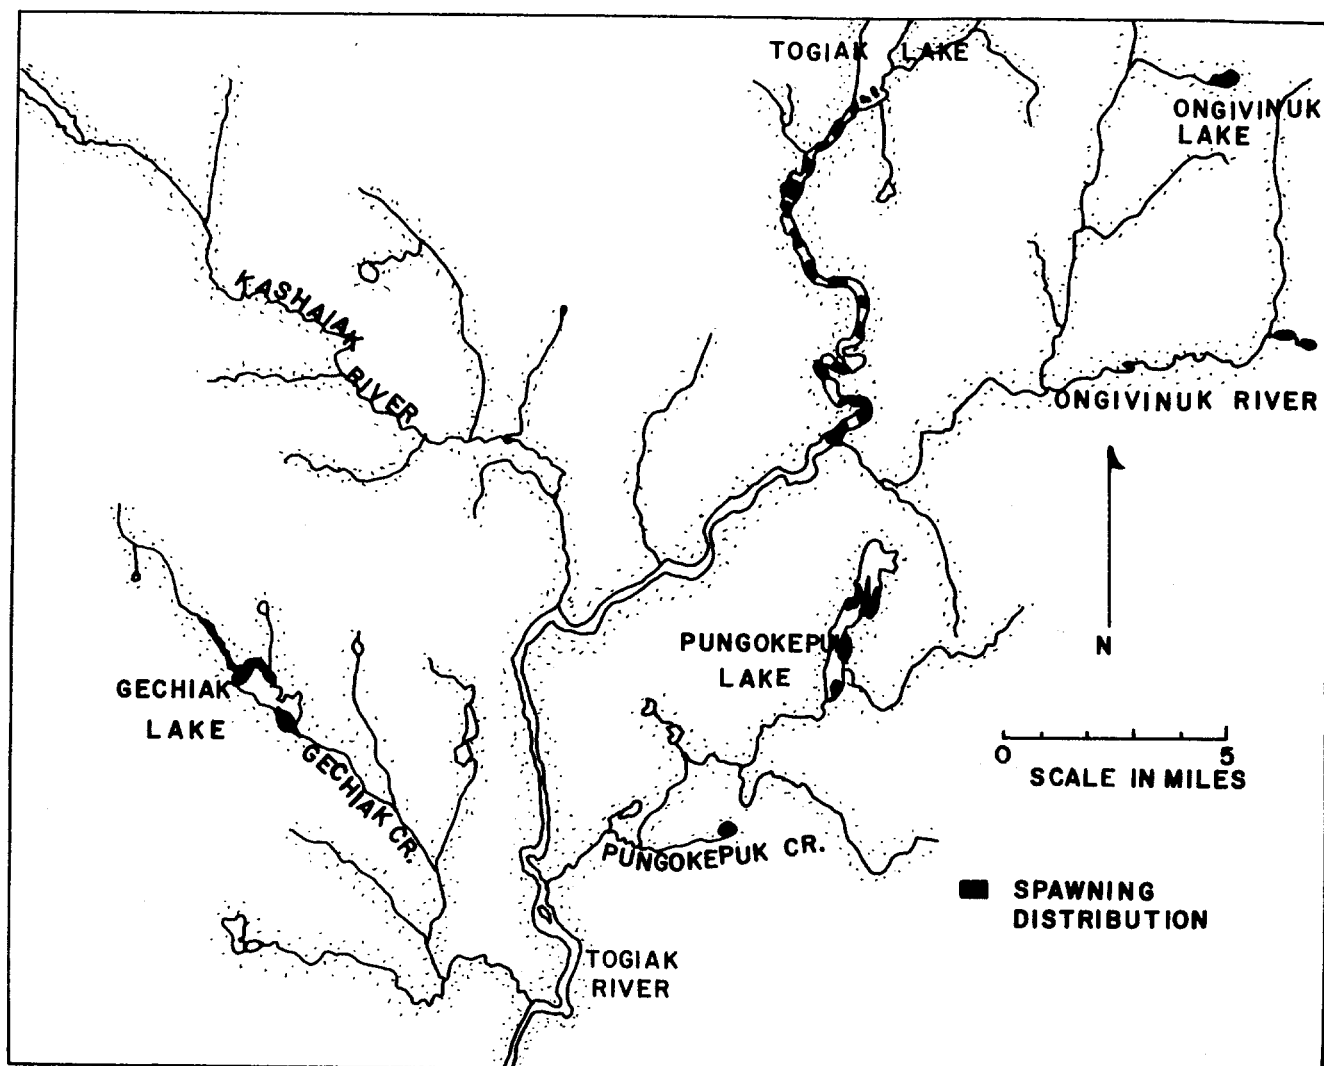 TOGIAK LAKE
ONGIVINUK
LAKE
KASHAIAK
RIVER
ONGIVINUK RIVER
N
PUNGOKEPUK
LAKE
GECHIAK
LAKE
GECHIAK CR.
0 5
SCALE IN MILES
PUNGOKEPUK CR.
SPAWNING
DISTRIBUTION
TOGIAK
RIVER